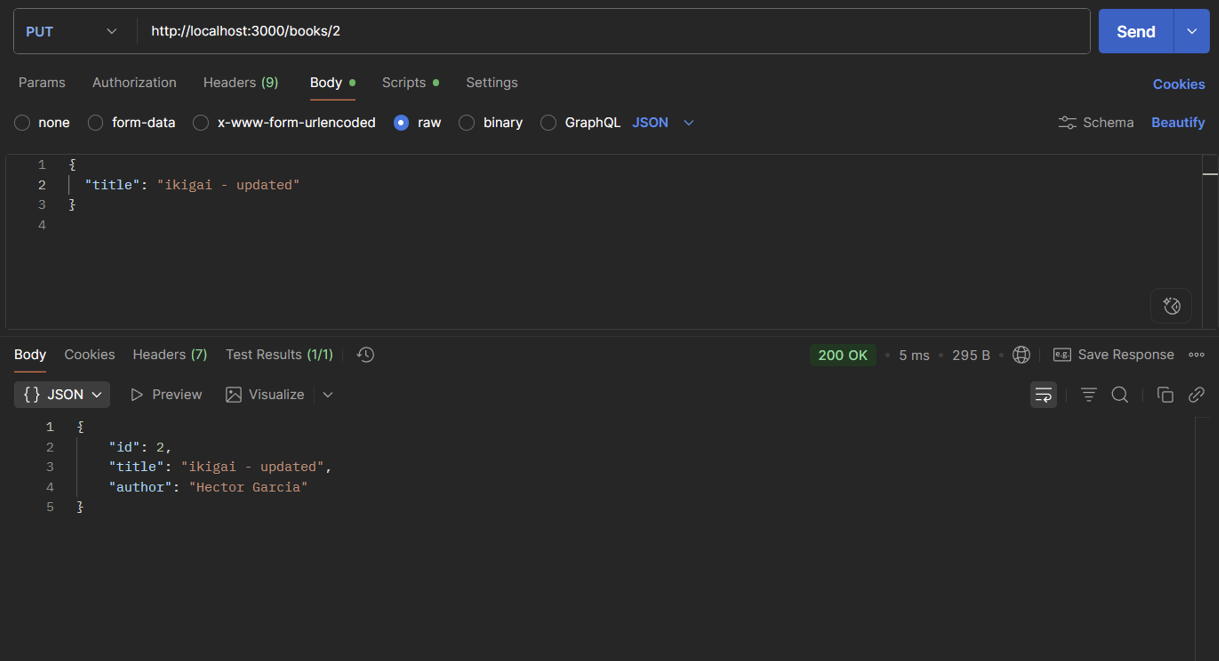 PUT http://localhost:3000/books/2 Send
Params Authorization Headers (9) Body Scripts Settings Cookies
none form-data x-www-form-urlencoded raw binary GraphQL JSON Schema Beautify
1 {
2 "title": "ikigai - updated"
3 }
4
Body Cookies Headers (7) Test Results (1/1) 200 OK • 5 ms • 295 B • e.g. Save Response
{} JSON Preview Visualize
1 {
2 "id": 2,
3 "title": "ikigai - updated",
4 "author": "Hector Garcia"
5 }